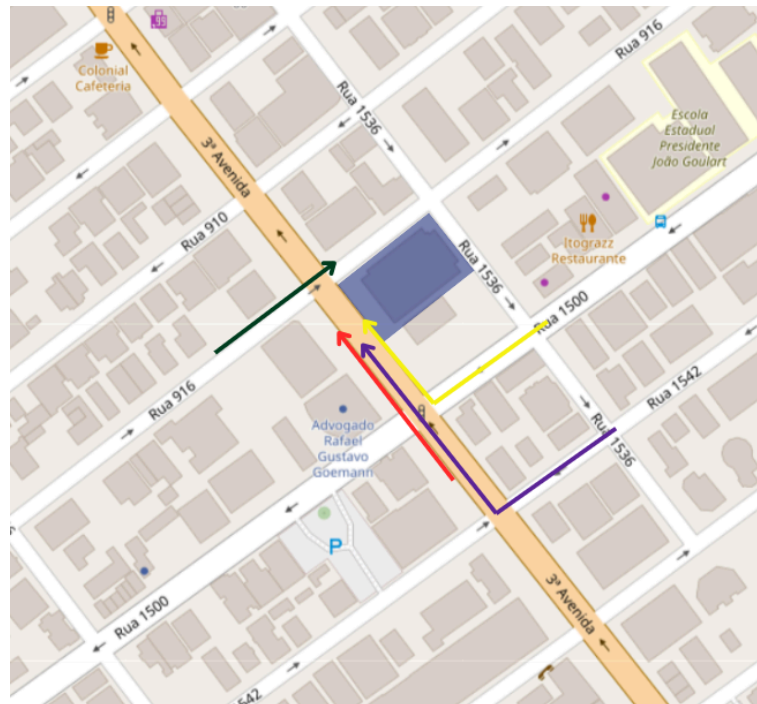 Colonial
Cafeteria
Rua 916
Rua 1536
Escola
Estadual
Presidente
João Goulart
3ª Avenida
Rua 910
Itograzz
Restaurante
Rua 1536
Rua 1500
Rua 916
Rua 1542
Advogado
Rafael
Gustavo
Goemann
Rua 1536
P
3ª Avenida
Rua 1500
542